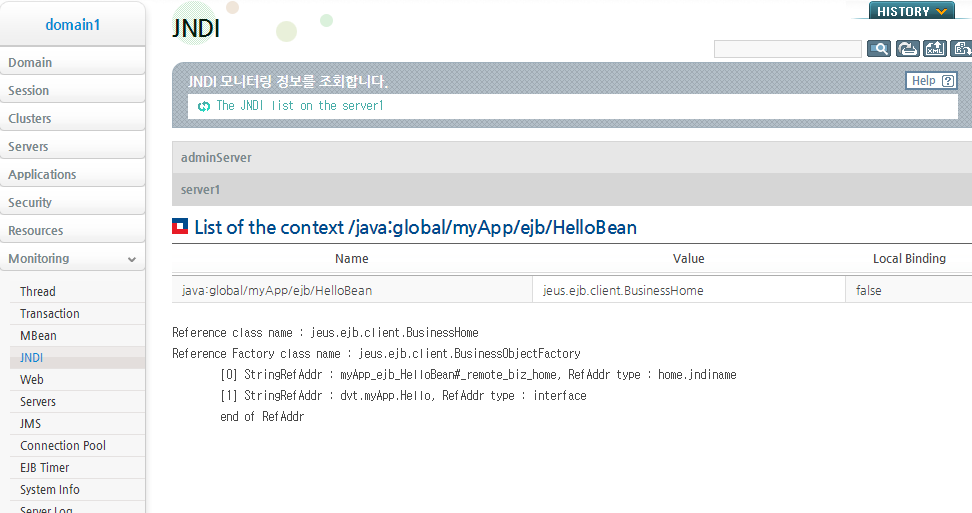 domain1
Domain
Session
Clusters
Servers
Applications
Security
Resources
Monitoring
Thread
Transaction
MBean
JNDI
Web
Servers
JMS
Connection Pool
EJB Timer
System Info
Server Log
JNDI
HISTORY
JNDI 모니터링 정보를 조회합니다.
Help
The JNDI list on the server1
adminServer
server1
List of the context /java:global/myApp/ejb/HelloBean
Name Value Local Binding
java:global/myApp/ejb/HelloBean jeus.ejb.client.BusinessHome false
Reference class name : jeus.ejb.client.BusinessHome
Reference Factory class name : jeus.ejb.client.BusinessObjectFactory
[0] StringRefAddr : myApp_ejb_HelloBean#_remote_biz_home, RefAddr type : home.jndiname
[1] StringRefAddr : dvt.myApp.Hello, RefAddr type : interface
end of RefAddr